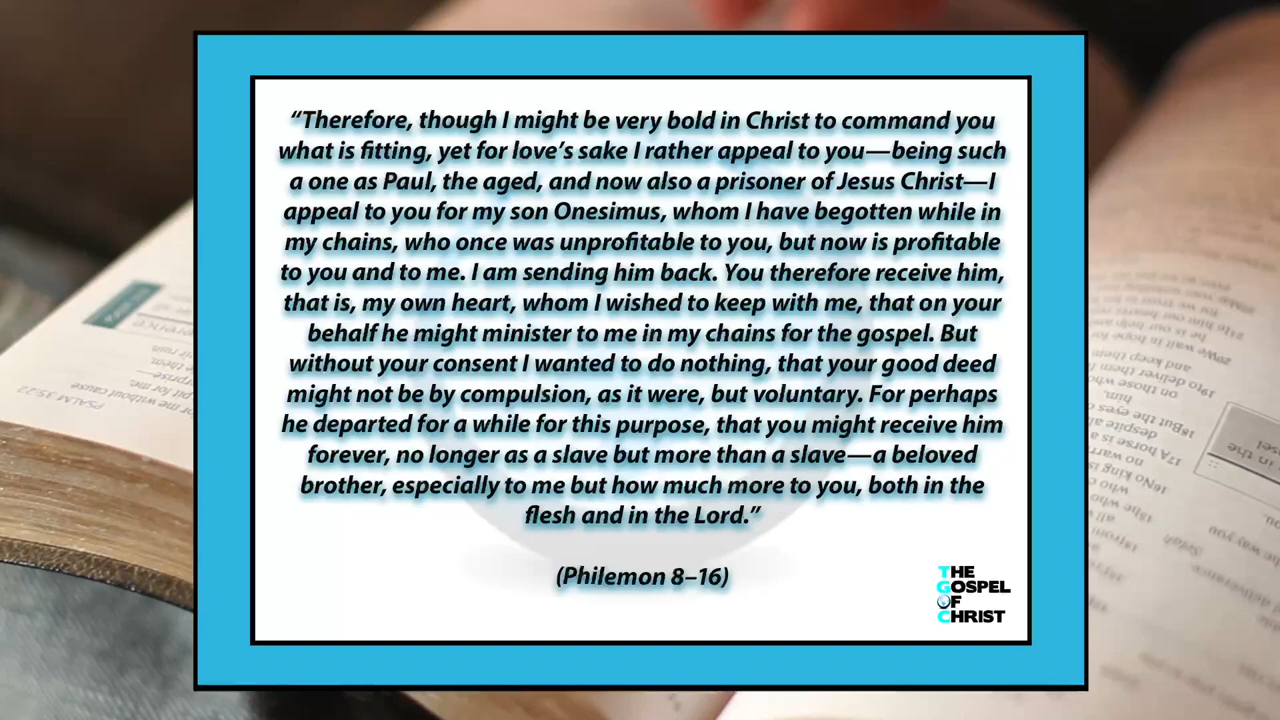 “Therefore, though I might be very bold in Christ to command you
what is fitting, yet for love’s sake I rather appeal to you—being such
a one as Paul, the aged, and now also a prisoner of Jesus Christ—I
appeal to you for my son Onesimus, whom I have begotten while in
my chains, who once was unprofitable to you, but now is profitable
to you and to me. I am sending him back. You therefore receive him,
that is, my own heart, whom I wished to keep with me, that on your
behalf he might minister to me in my chains for the gospel. But
without your consent I wanted to do nothing, that your good deed
might not be by compulsion, as it were, but voluntary. For perhaps
he departed for a while for this purpose, that you might receive him
forever, no longer as a slave but more than a slave—a beloved
brother, especially to me but how much more to you, both in the
flesh and in the Lord.”
(Philemon 8–16)
THE
GOSPEL
OF
CHRIST
PSALM 35:22